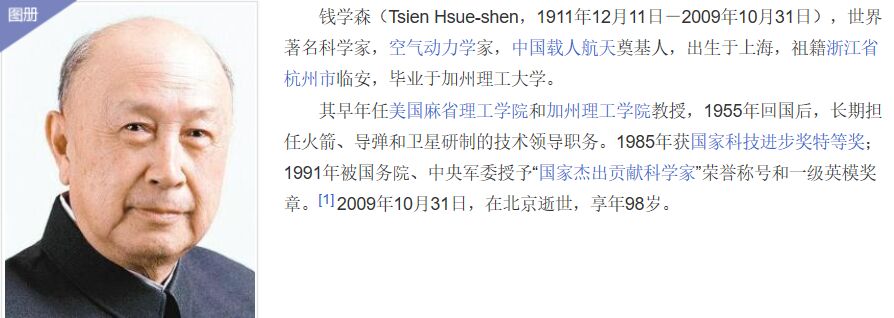 图册
钱学森（Tsien Hsue-shen，1911年12月11日－2009年10月31日），世界
著名科学家，空气动力学家，中国载人航天奠基人，出生于上海，祖籍浙江省
杭州市临安，毕业于加州理工大学。
其早年任美国麻省理工学院和加州理工学院教授，1955年回国后，长期担
任火箭、导弹和卫星研制的技术领导职务。1985年获国家科技进步奖特等奖；
1991年被国务院、中央军委授予“国家杰出贡献科学家”荣誉称号和一级英模奖
章。[1] 2009年10月31日，在北京逝世，享年98岁。